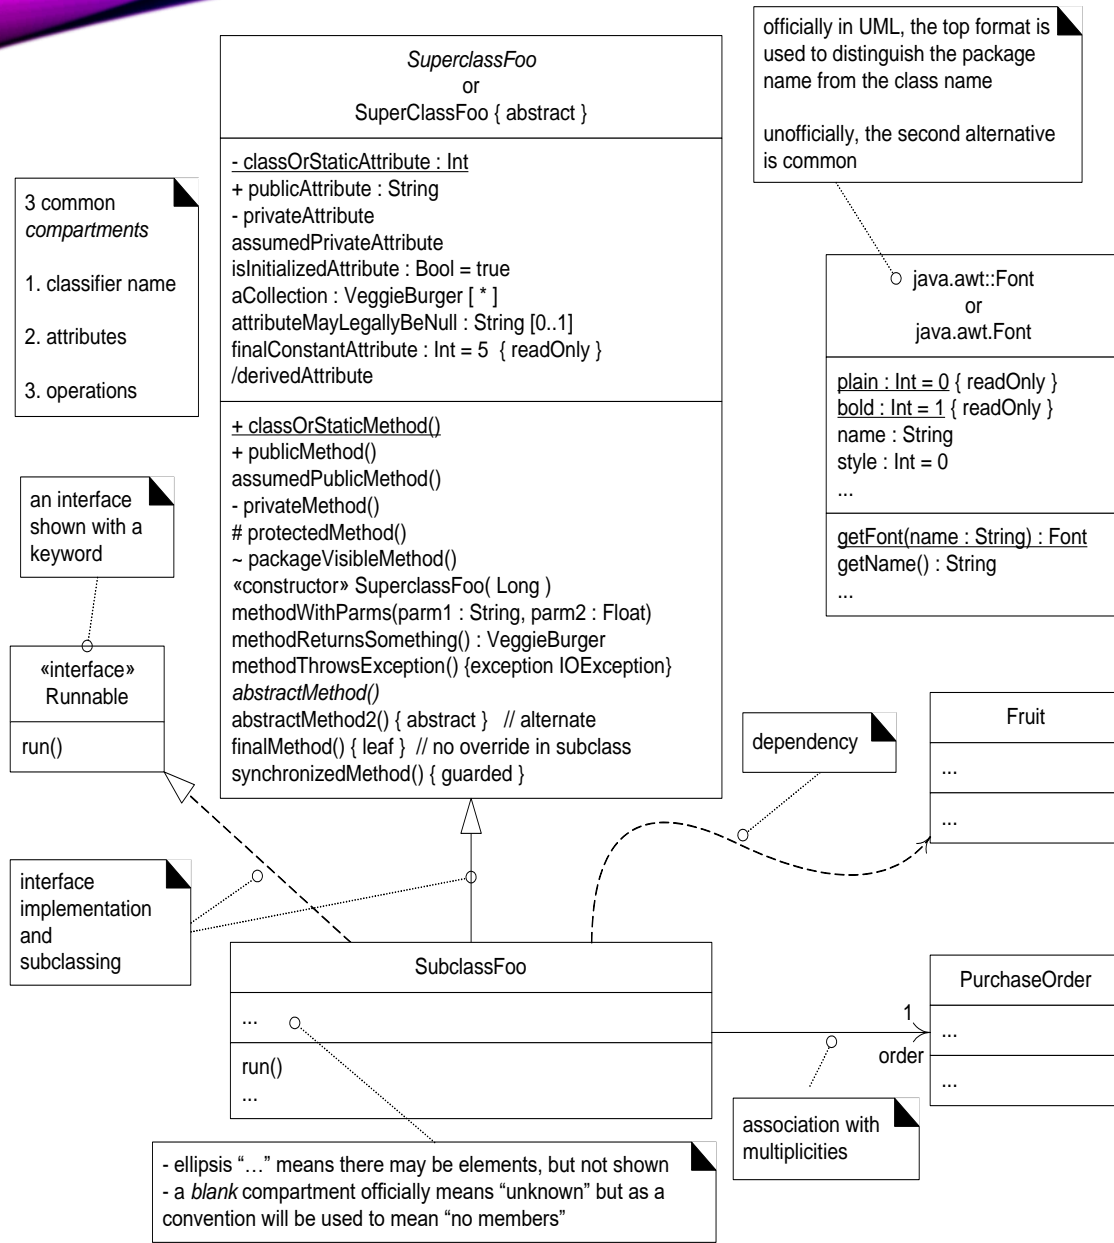 officially in UML, the top format is
used to distinguish the package
name from the class name
unofficially, the second alternative
is common
SuperclassFoo
or
SuperClassFoo { abstract }
- classOrStaticAttribute : Int
+ publicAttribute : String
- privateAttribute
assumedPrivateAttribute
isInitializedAttribute : Bool = true
aCollection : VeggieBurger [ * ]
attributeMayLegallyBeNull : String [0..1]
finalConstantAttribute : Int = 5 { readOnly }
/derivedAttribute
+ classOrStaticMethod()
+ publicMethod()
assumedPublicMethod()
- privateMethod()
# protectedMethod()
~ packageVisibleMethod()
«constructor» SuperclassFoo( Long )
methodWithParms(parm1 : String, parm2 : Float)
methodReturnsSomething() : VeggieBurger
methodThrowsException() {exception IOException}
abstractMethod()
abstractMethod2() { abstract } // alternate
finalMethod() { leaf } // no override in subclass
synchronizedMethod() { guarded }
3 common
compartments
1. classifier name
2. attributes
3. operations
java.awt::Font
or
java.awt.Font
plain : Int = 0 { readOnly }
bold : Int = 1 { readOnly }
name : String
style : Int = 0
...
getFont(name : String) : Font
getName() : String
...
an interface
shown with a
keyword
«interface»
Runnable
run()
dependency
Fruit
...
...
interface
implementation
and
subclassing
SubclassFoo
...
run()
...
PurchaseOrder
...
...
1
order
association with
multiplicities
- ellipsis “…” means there may be elements, but not shown
- a blank compartment officially means “unknown” but as a
convention will be used to mean “no members”